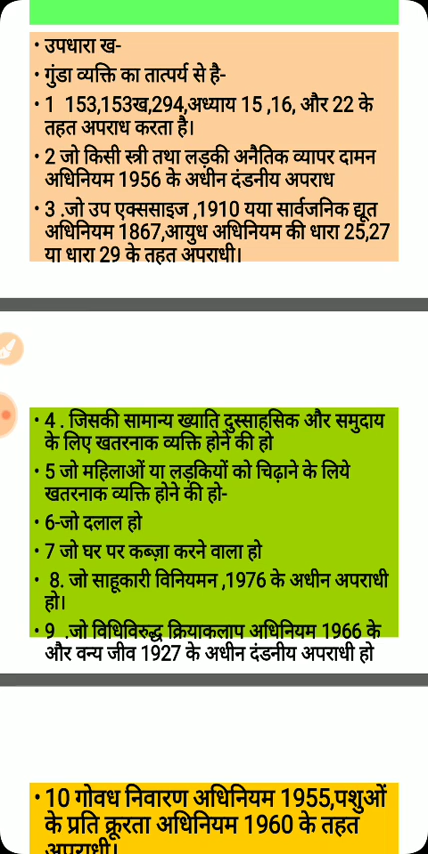 • उपधारा ख-
• गुंडा व्यक्ति का तात्पर्य से है-
• 1 153,153ख,294,अध्याय 15 ,16, और 22 के
तहत अपराध करता है।
• 2 जो किसी स्त्री तथा लड़की अनैतिक व्यापर दामन
अधिनियम 1956 के अधीन दंडनीय अपराध
• 3 .जो उप एक्ससाइज ,1910 यया सार्वजनिक द्यूत
अधिनियम 1867,आयुध अधिनियम की धारा 25,27
या धारा 29 के तहत अपराधी।
• 4 . जिसकी सामान्य ख्याति दुस्साहसिक और समुदाय
के लिए खतरनाक व्यक्ति होने की हो
• 5 जो महिलाओं या लड़कियों को चिढ़ाने के लिये
खतरनाक व्यक्ति होने की हो-
• 6-जो दलाल हो
• 7 जो घर पर कब्ज़ा करने वाला हो
• 8. जो साहूकारी विनियमन ,1976 के अधीन अपराधी
हो।
• 9 .जो विधिविरुद्ध क्रियाकलाप अधिनियम 1966 के
और वन्य जीव 1927 के अधीन दंडनीय अपराधी हो
• 10 गोवध निवारण अधिनियम 1955,पशुओं
के प्रति क्रूरता अधिनियम 1960 के तहत
अपराधी।